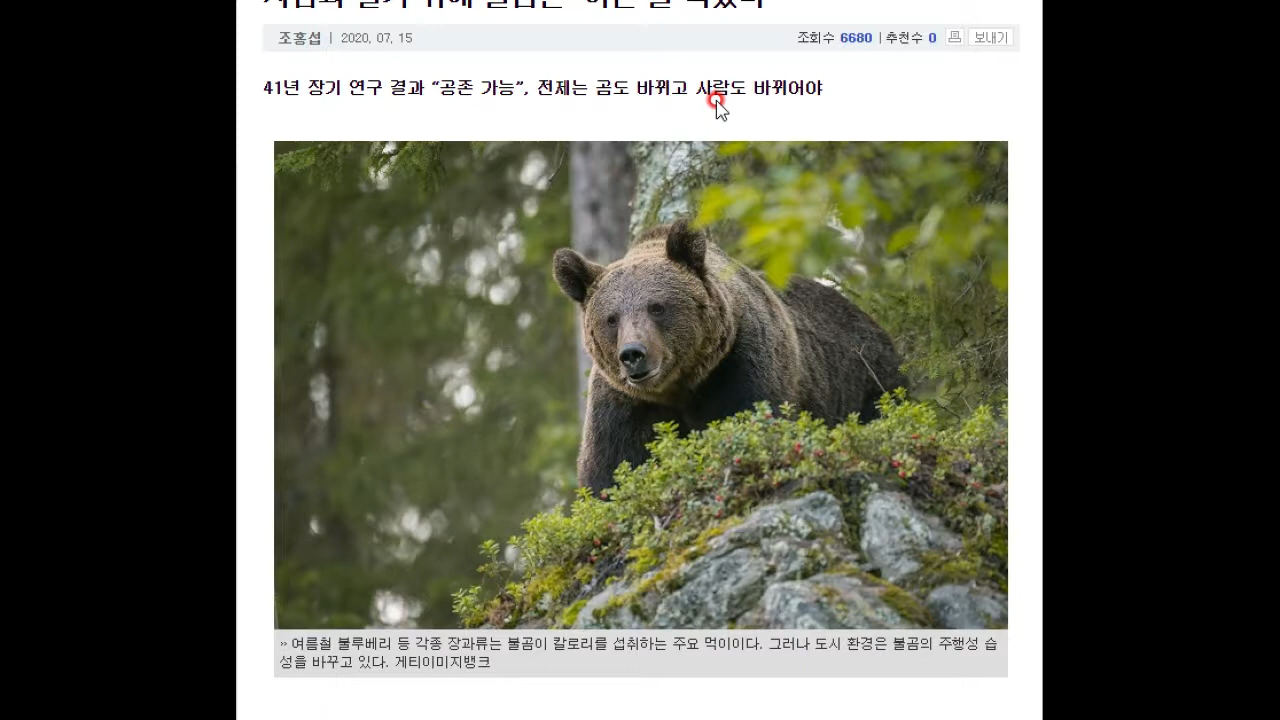 조홍섭 | 2020. 07. 15
조회수 6680 | 추천수 0 보내기
41년 장기 연구 결과 “공존 가능”, 전제는 곰도 바뀌고 사람도 바뀌어야
›› 여름철 불루베리 등 각종 장과류는 불곰이 칼로리를 섭취하는 주요 먹이이다. 그러나 도시 환경은 불곰의 주행성 습
성을 바꾸고 있다. 게티이미지뱅크